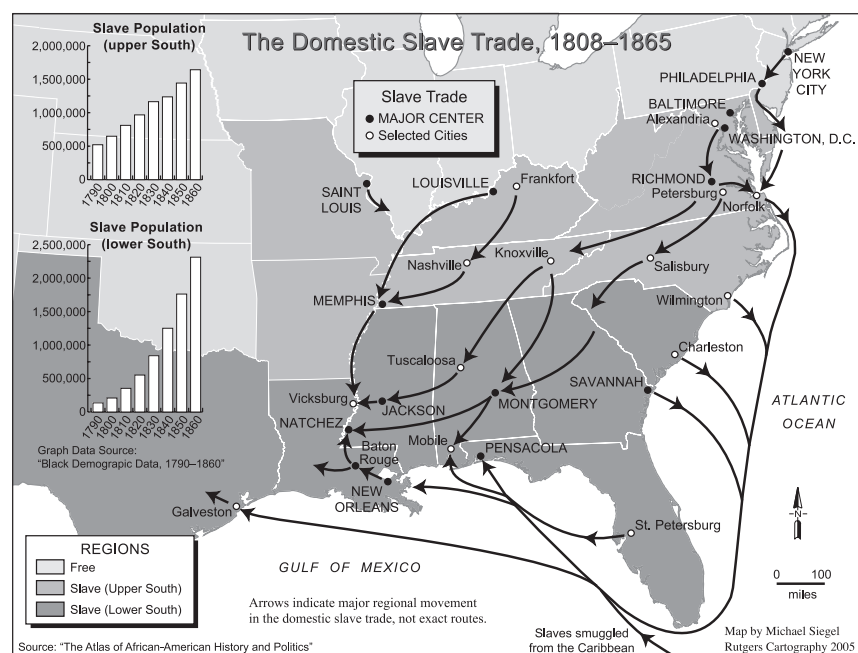 The Domestic Slave Trade, 1808–1865
Slave Population
(upper South)
2,000,000
1,500,000
1,000,000
500,000
0
1790
1800
1810
1820
1830
1840
1850
1860
Slave Population
(lower South)
2,500,000
2,000,000
1,500,000
1,000,000
500,000
0
1790
1800
1810
1820
1830
1840
1850
1860
Graph Data Source:
"Black Demograpic Data, 1790–1860"
Slave Trade
MAJOR CENTER
Selected Cities
NEW
YORK
CITY
PHILADELPHIA
BALTIMORE
Alexandria
WASHINGTON, D.C.
RICHMOND
Petersburg
Norfolk
SAINT
LOUIS
LOUISVILLE
Frankfort
Nashville
Knoxville
Salisbury
MEMPHIS
Wilmington
Tuscaloosa
Charleston
Vicksburg
JACKSON
MONTGOMERY
SAVANNAH
NATCHEZ
Mobile
PENSACOLA
Baton
Rouge
NEW
ORLEANS
Galveston
St. Petersburg
ATLANTIC
OCEAN
N
0 100
miles
GULF OF MEXICO
REGIONS
Free
Slave (Upper South)
Slave (Lower South)
Arrows indicate major regional movement
in the domestic slave trade, not exact routes.
Slaves smuggled
from the Caribbean
Map by Michael Siegel
Rutgers Cartography 2005
Source: "The Atlas of African-American History and Politics"